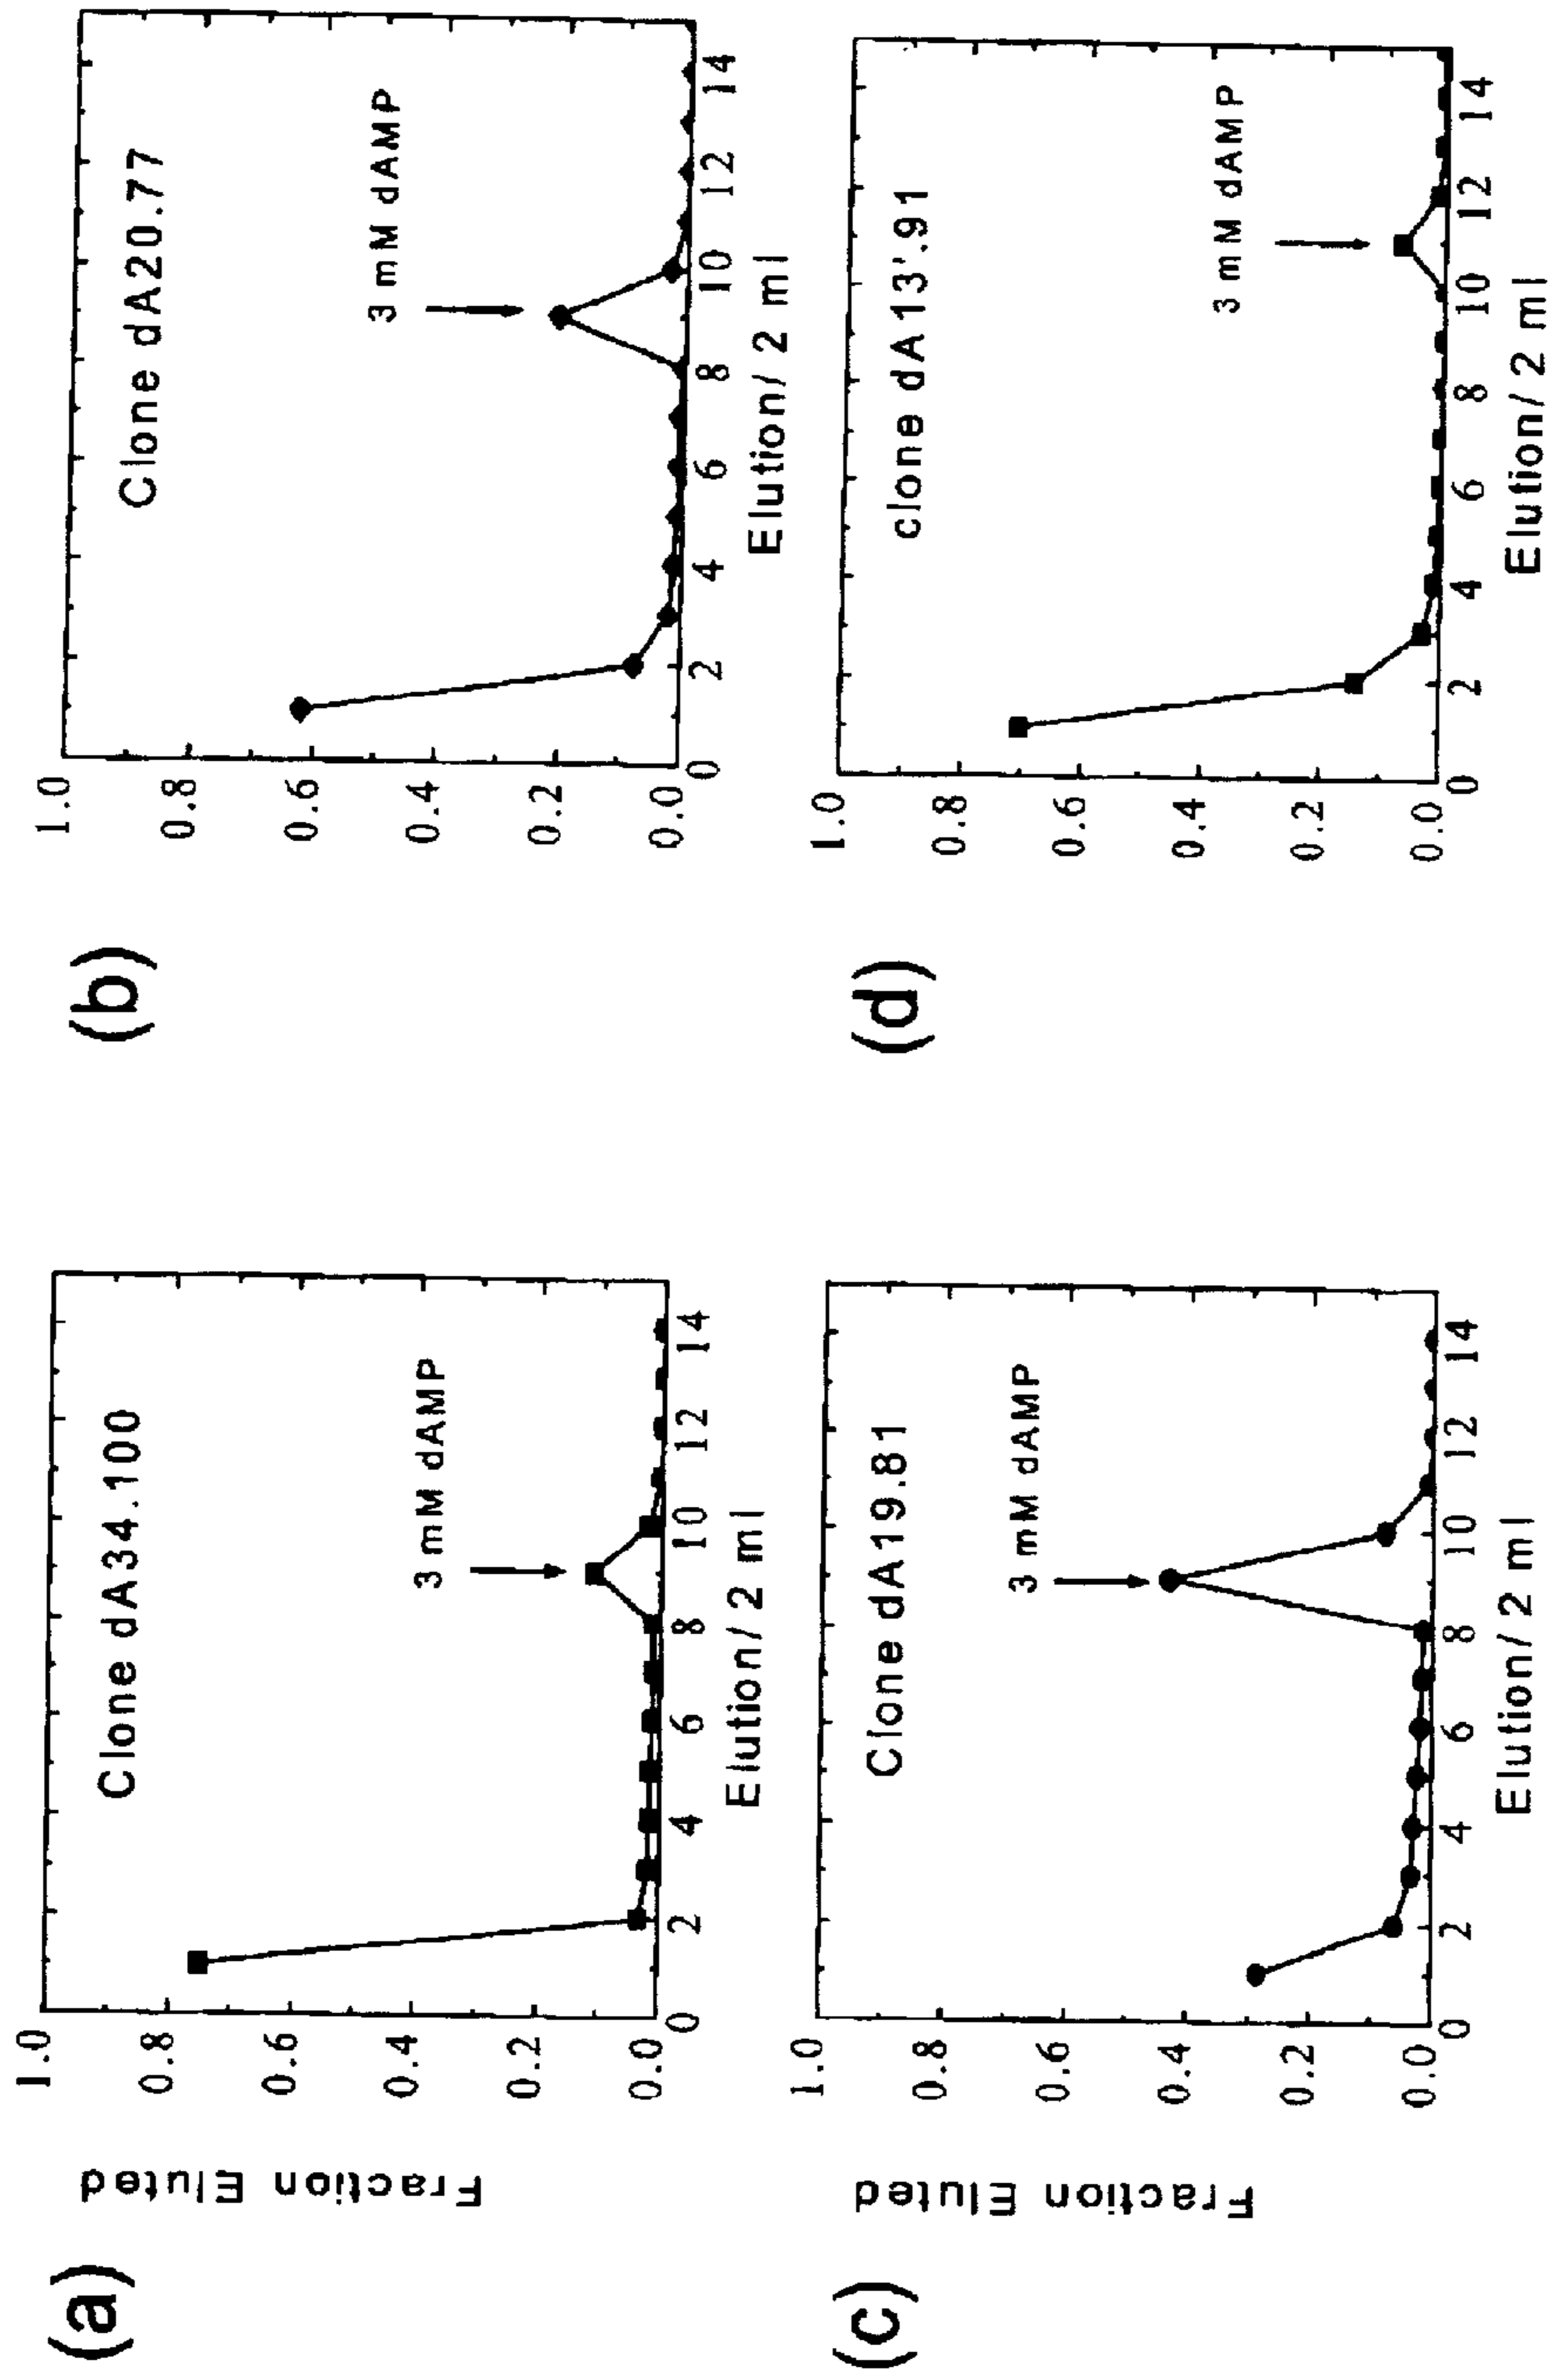 (a)
Fraction Eluted
1.0
0.8
0.6
0.4
0.2
0.0
Clone dA34.100
3 mM dAMP
0 2 4 6 8 10 12 14
Elution/ 2 ml
(b)
1.0
0.8
0.6
0.4
0.2
0.0
Clone dA20.77
3 mM dAMP
0 2 4 6 8 10 12 14
Elution/ 2 ml
(c)
Fraction Eluted
1.0
0.8
0.6
0.4
0.2
0.0
Clone dA19.81
3 mM dAMP
0 2 4 6 8 10 12 14
Elution/ 2 ml
(d)
1.0
0.8
0.6
0.4
0.2
0.0
clone dA13'.91
3 mM dAMP
0 2 4 6 8 10 12 14
Elution/ 2 ml